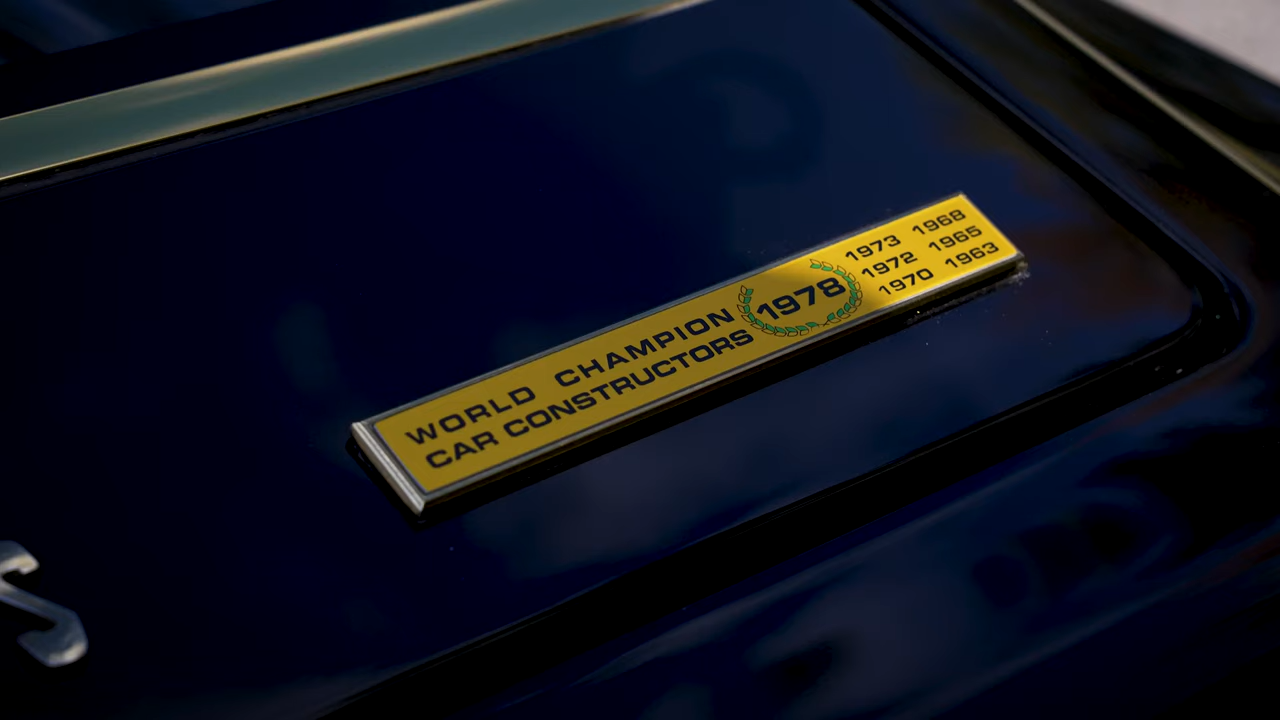 WORLD CHAMPION
CAR CONSTRUCTORS
1978
1973 1968
1972 1965
1970 1963
s